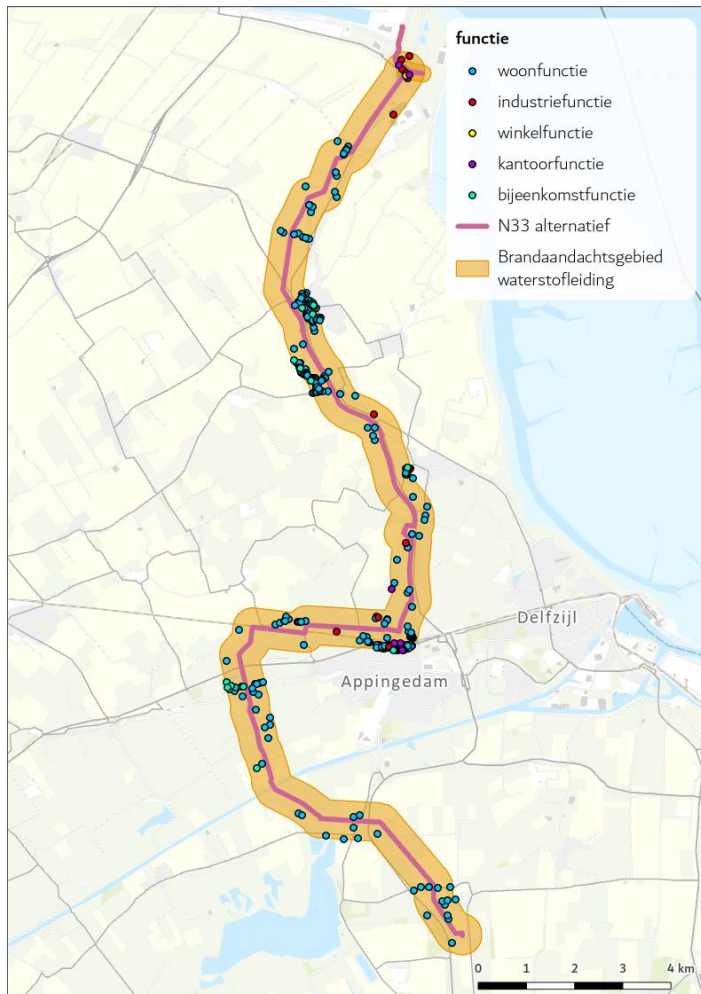 functie
woonfunctie
industriefunctie
winkelfunctie
kantoorfunctie
bijeenkomstfunctie
N33 alternatief
Brandaandachtsgebied
waterstofleiding
Delfzijl
Appingedam
0 1 2 3 4 km